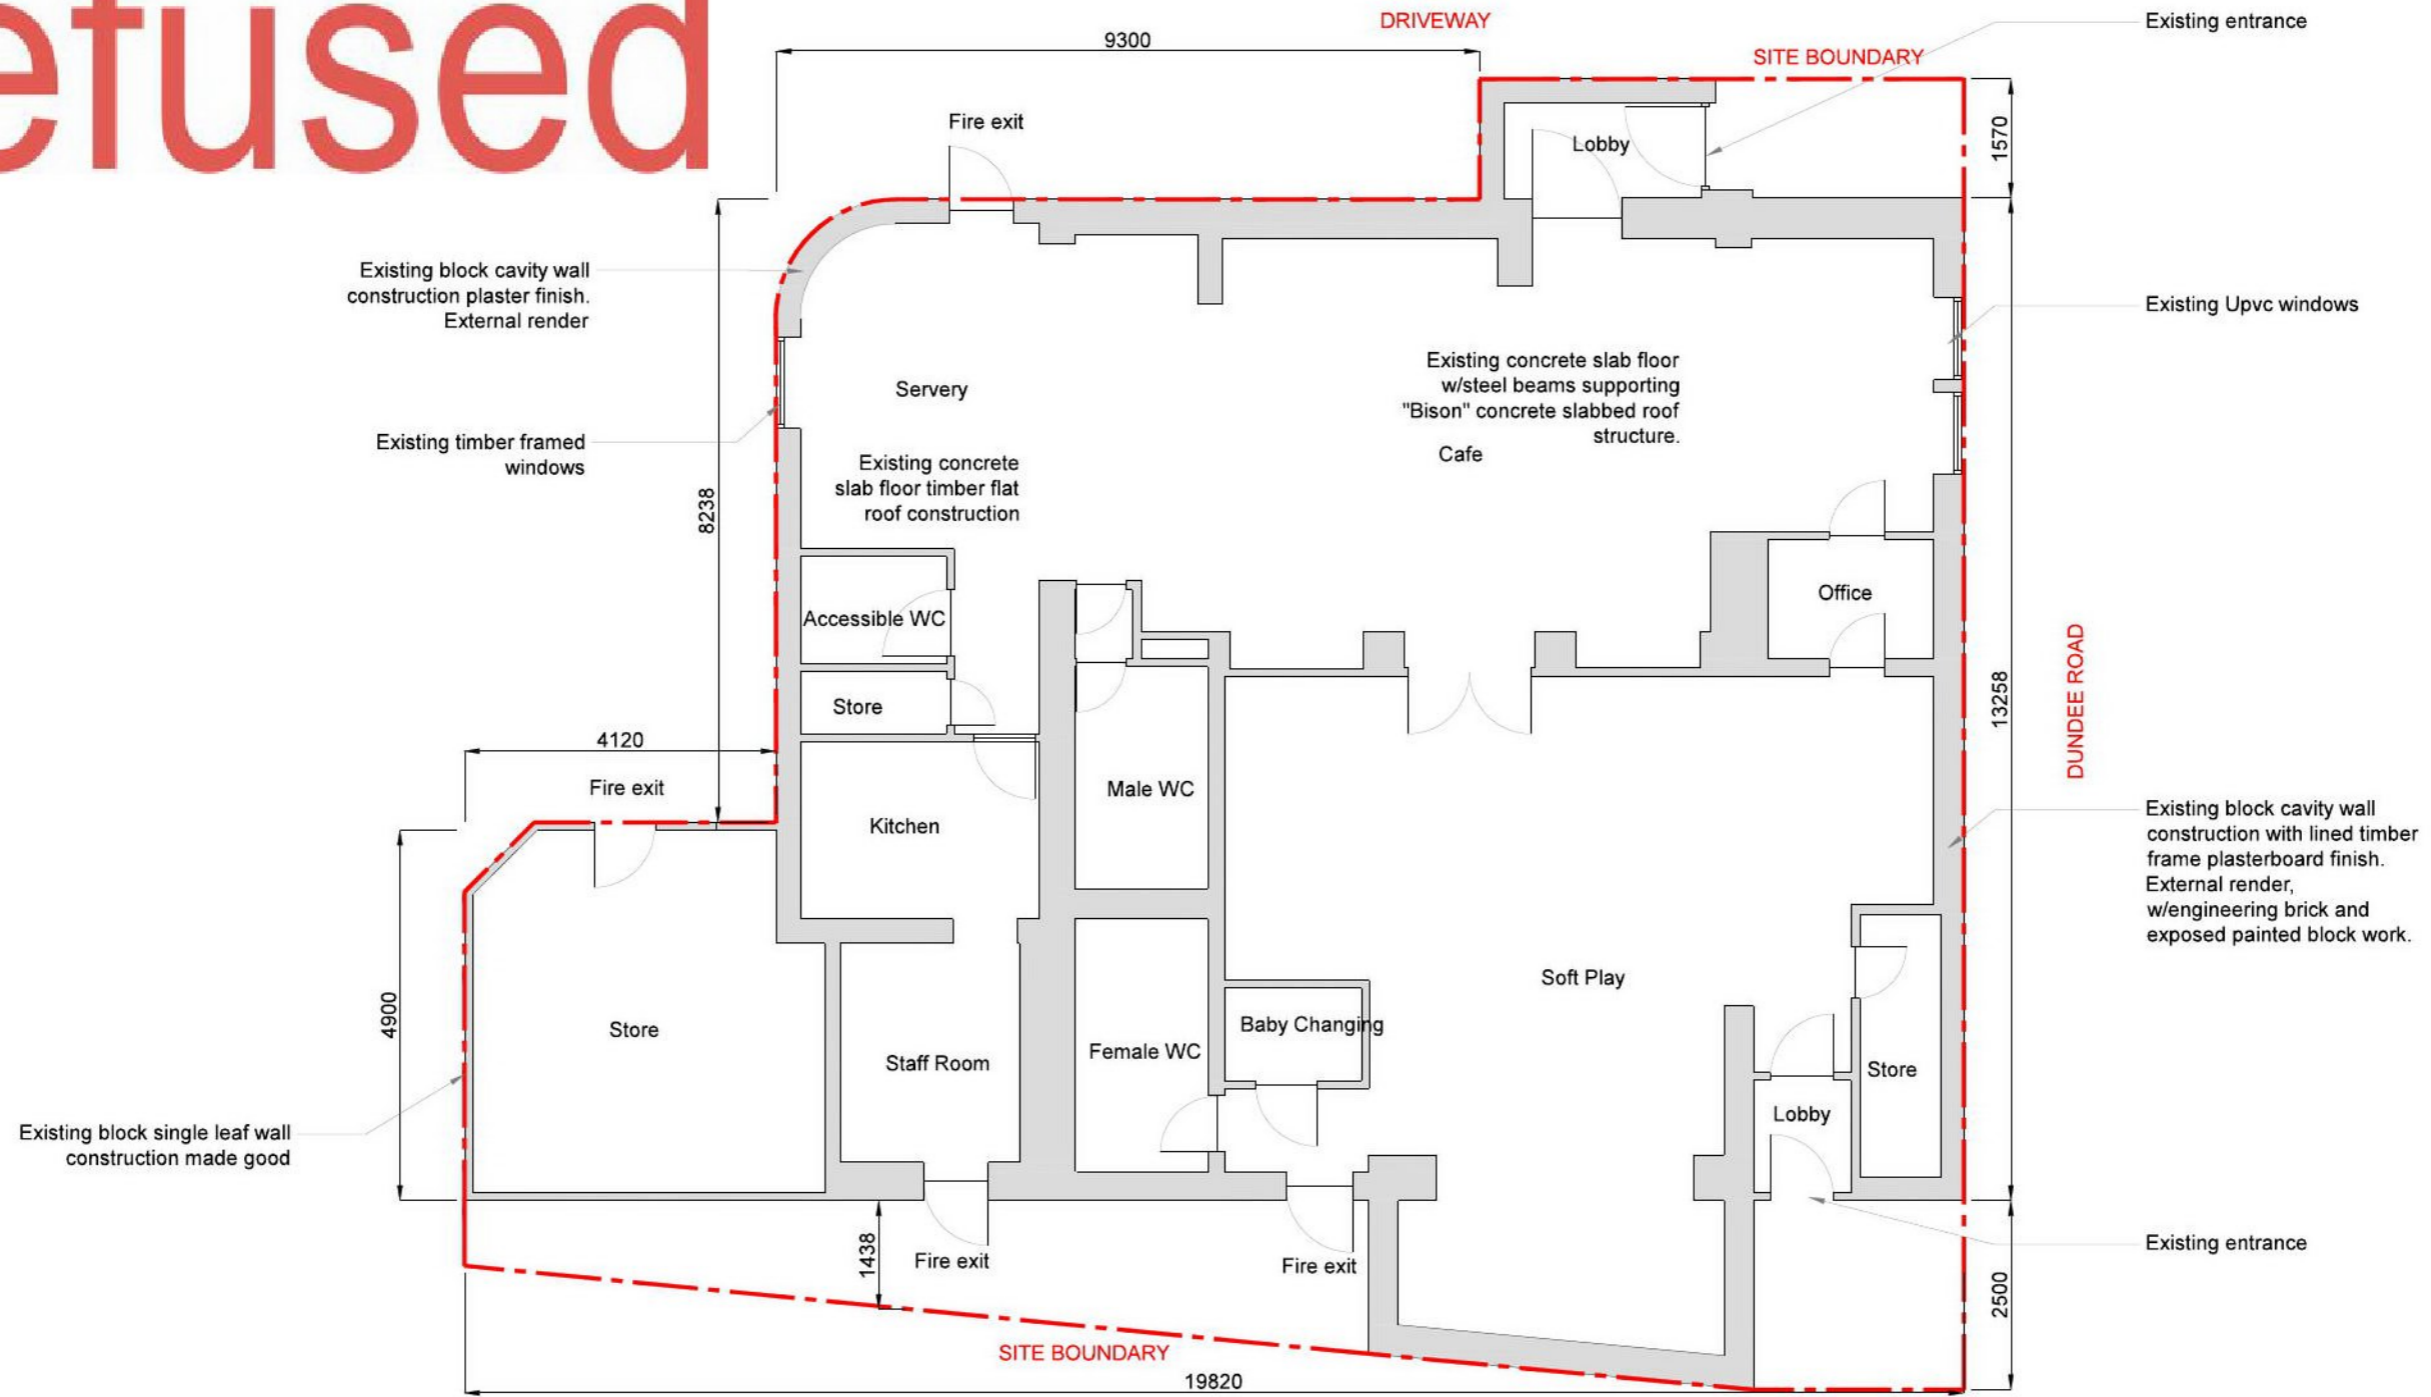 efused
DRIVEWAY
Existing entrance
9300
SITE BOUNDARY
Fire exit
Lobby
1570
Existing block cavity wall
construction plaster finish.
External render
Existing Upvc windows
Servery
Existing concrete slab floor
w/steel beams supporting
"Bison" concrete slabbed roof
structure.
Cafe
Existing timber framed
windows
Existing concrete
slab floor timber flat
roof construction
8238
Office
Accessible WC
DUNDEE ROAD
13258
Store
4120
Fire exit
Male WC
Kitchen
Existing block cavity wall
construction with lined timber
frame plasterboard finish.
External render,
w/engineering brick and
exposed painted block work.
4900
Soft Play
Store
Baby Changing
Female WC
Staff Room
Store
Lobby
Existing block single leaf wall
construction made good
1438
Fire exit
Fire exit
Existing entrance
2500
SITE BOUNDARY
19820